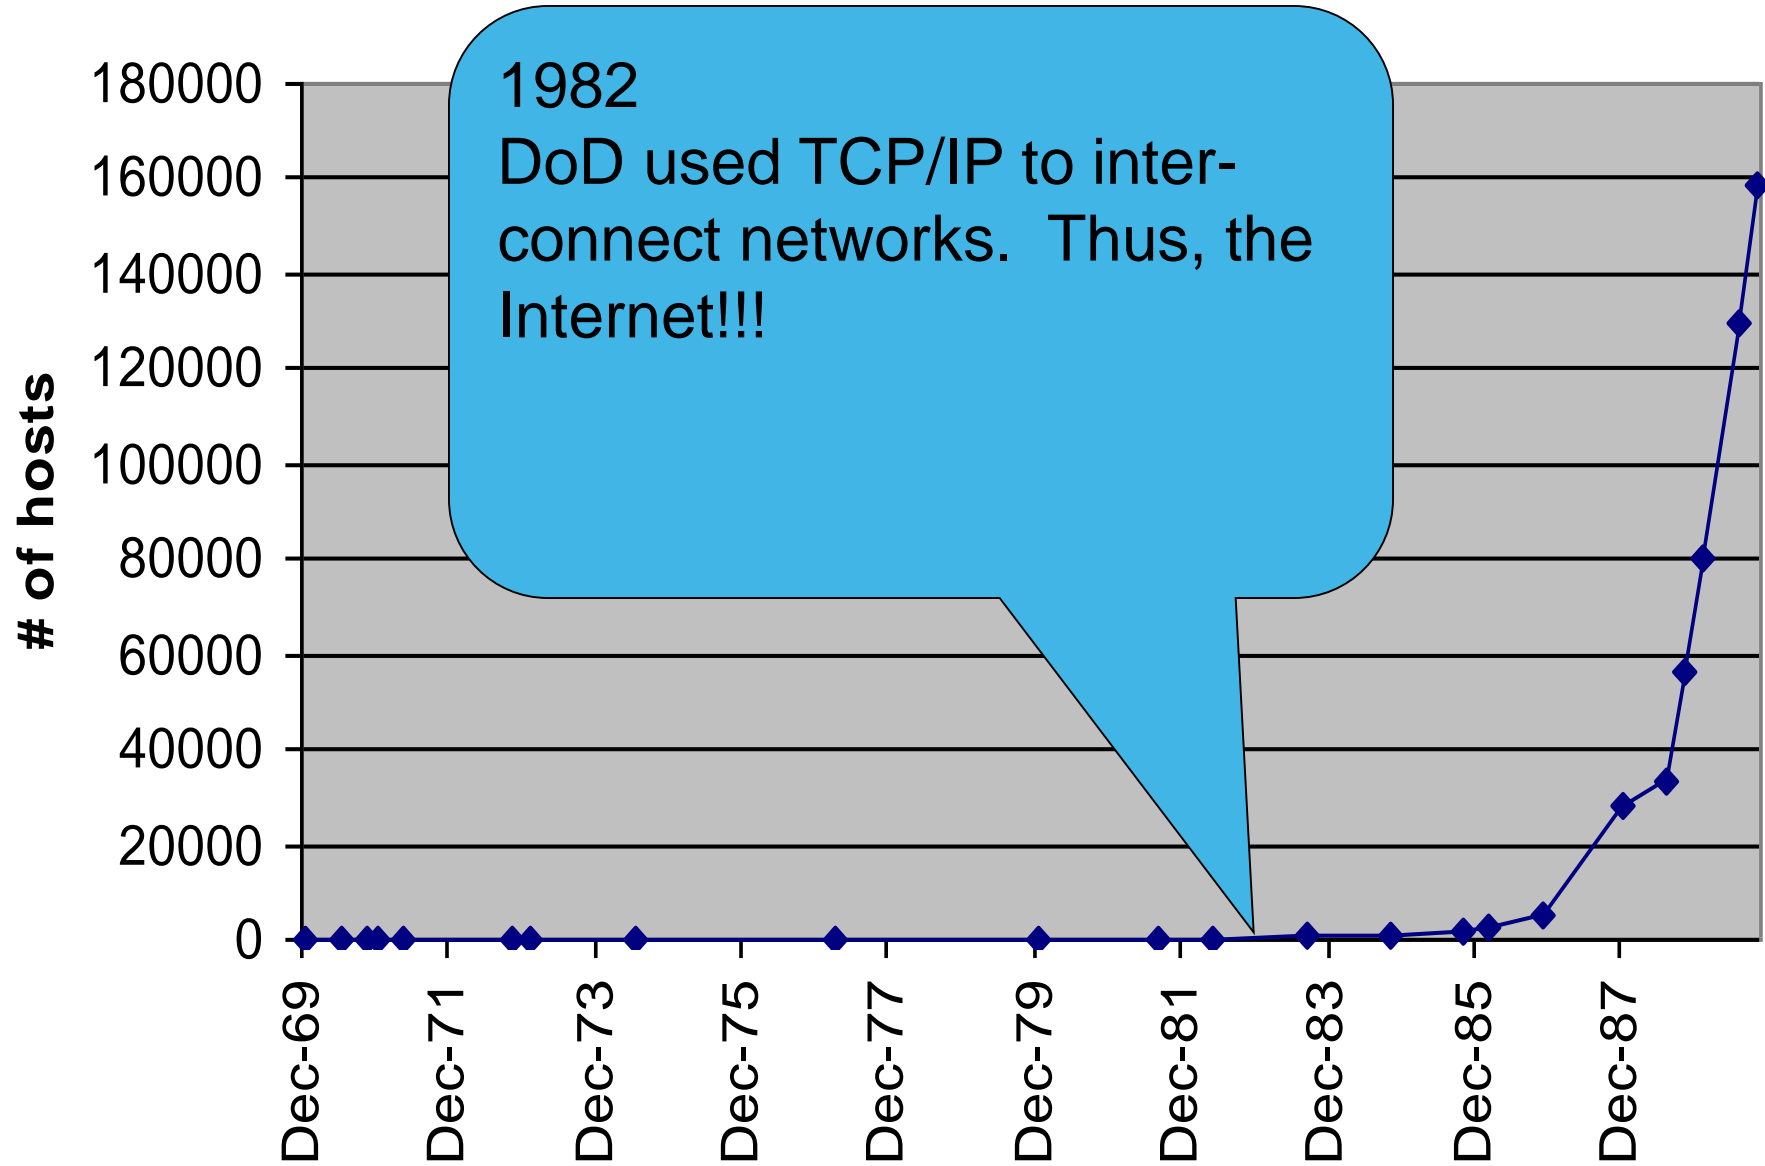 1982
DoD used TCP/IP to inter-
connect networks.  Thus, the
Internet!!!
# of hosts
180000
160000
140000
120000
100000
80000
60000
40000
20000
0
Dec-69
Dec-71
Dec-73
Dec-75
Dec-77
Dec-79
Dec-81
Dec-83
Dec-85
Dec-87